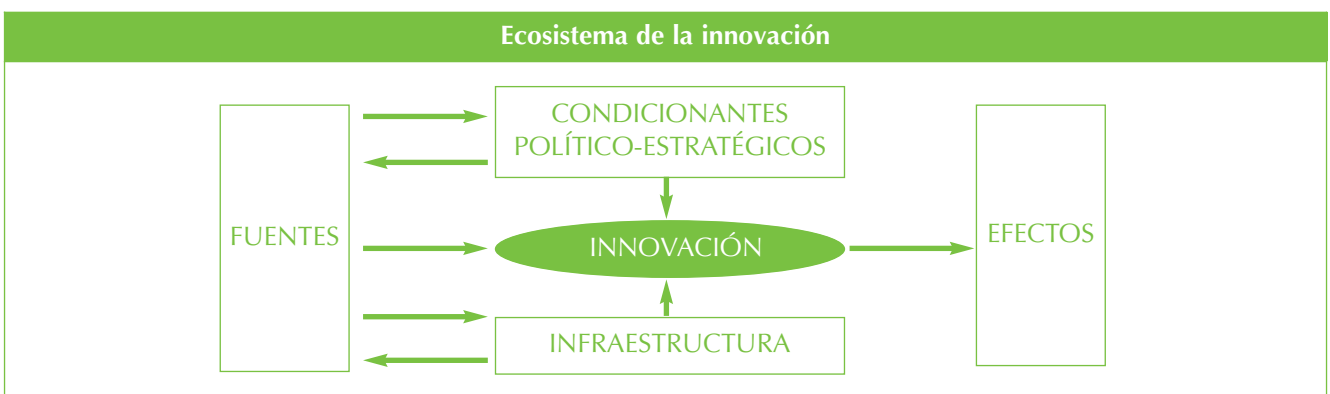 Ecosistema de la innovación
CONDICIONANTES
POLÍTICO-ESTRATÉGICOS
FUENTES
INNOVACIÓN
EFECTOS
INFRAESTRUCTURA